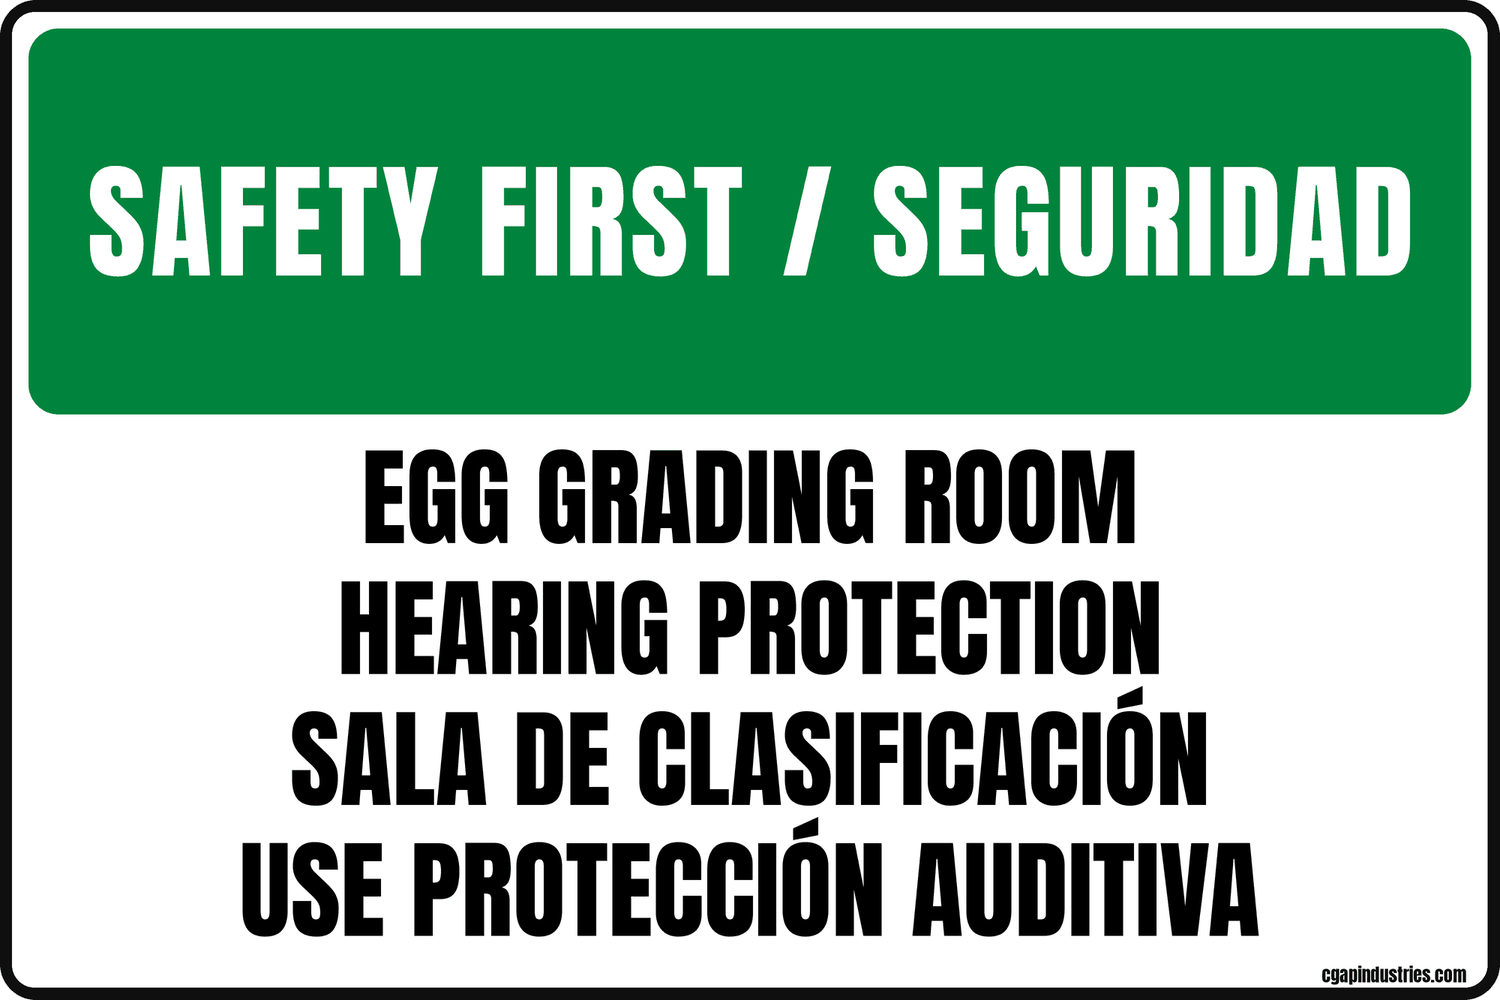 SAFETY FIRST / SEGURIDAD
EGG GRADING ROOM
HEARING PROTECTION
SALA DE CLASIFICACIÓN
USE PROTECCIÓN AUDITIVA
cgapindustries.com